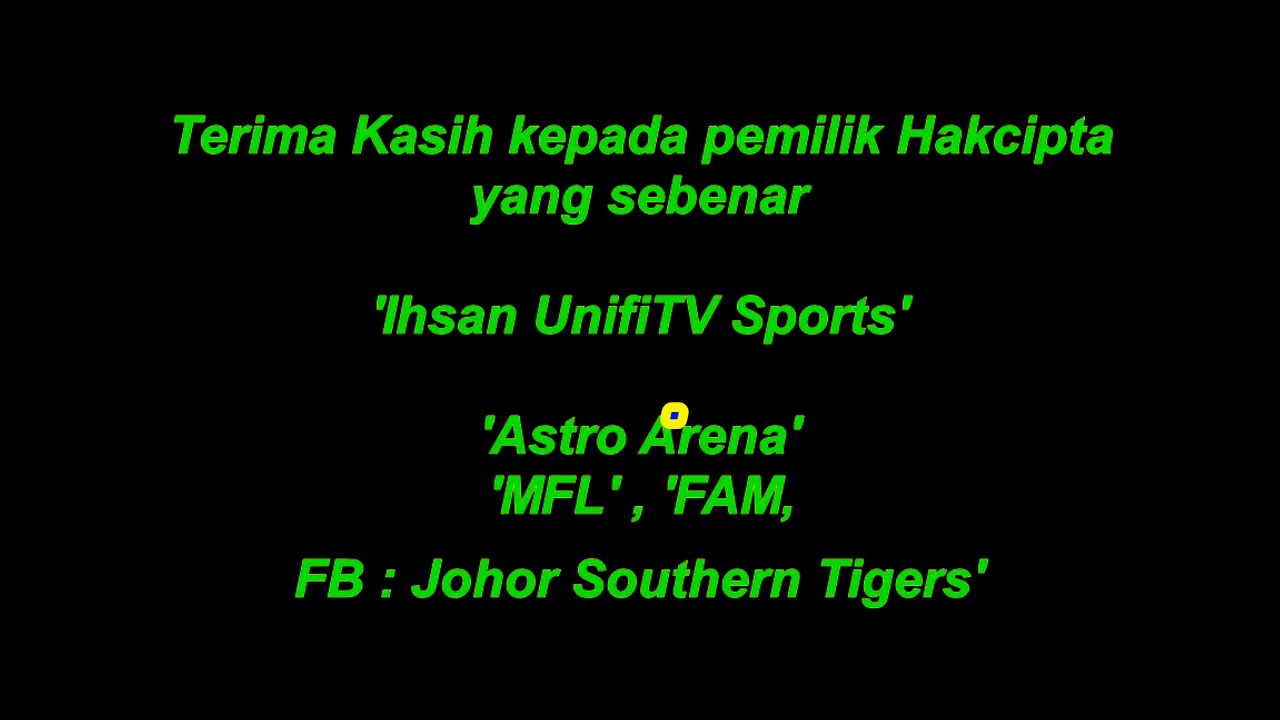 Terima Kasih kepada pemilik Hakcipta
yang sebenar
'Ihsan UnifiTV Sports'
'Astro Arena'
'MFL' , 'FAM,
FB : Johor Southern Tigers'